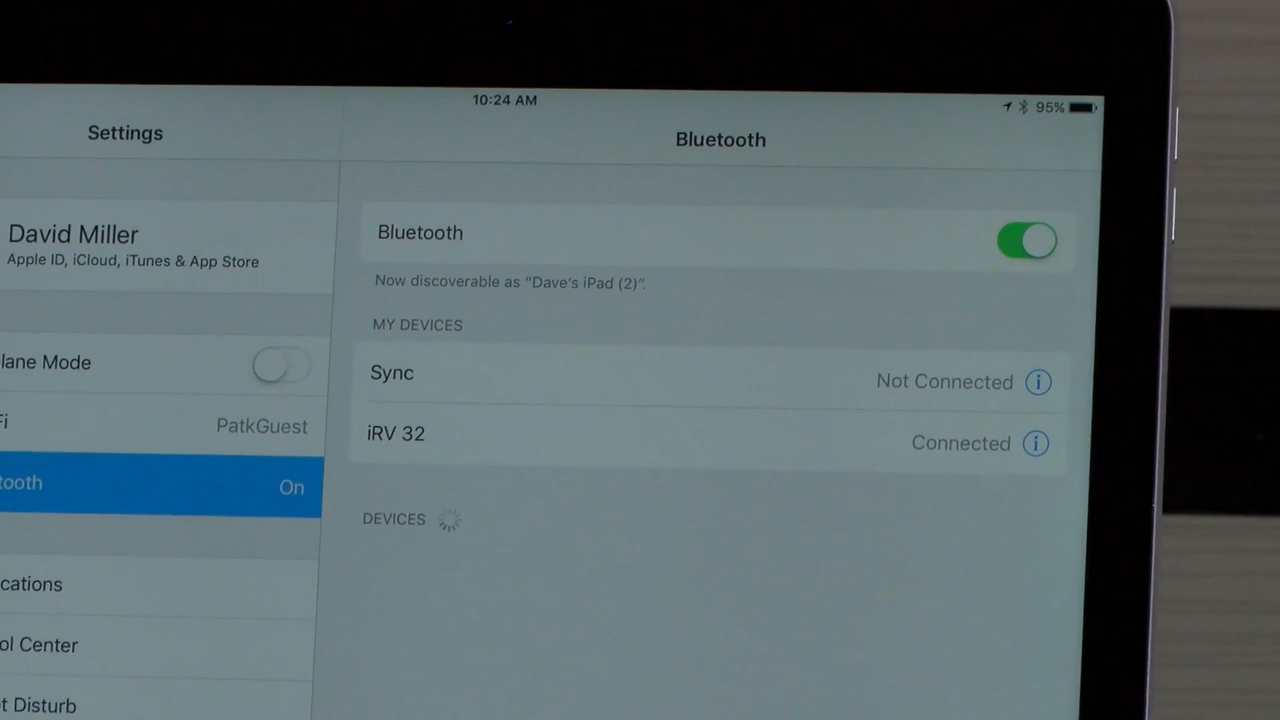 10:24 AM
95%
Settings
Bluetooth
David Miller
Apple ID, iCloud, iTunes & App Store
lane Mode
Fi
PatkGuest
tooth
On
cations
ol Center
t Disturb
Bluetooth
Now discoverable as “Dave's iPad (2)”.
MY DEVICES
Sync
Not Connected
iRV 32
Connected
DEVICES